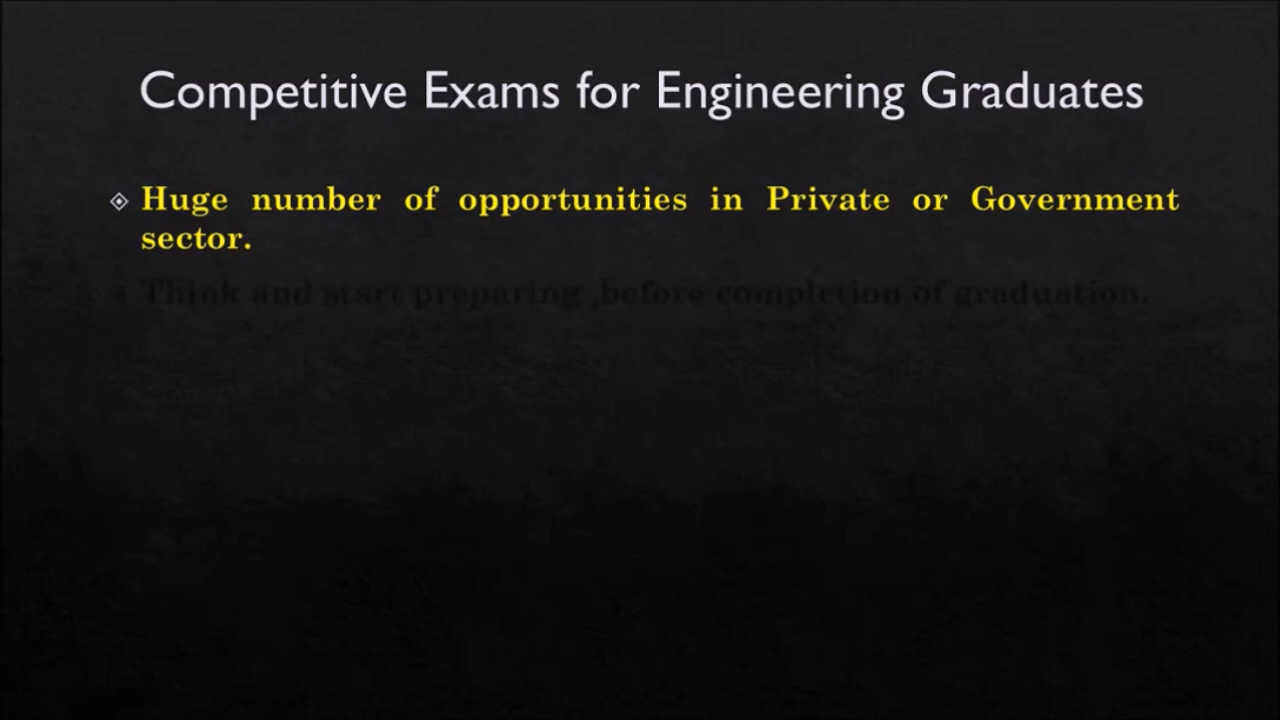 Competitive Exams for Engineering Graduates
Huge number of opportunities in Private or Government
sector.
Think and start preparing before completion of graduation.